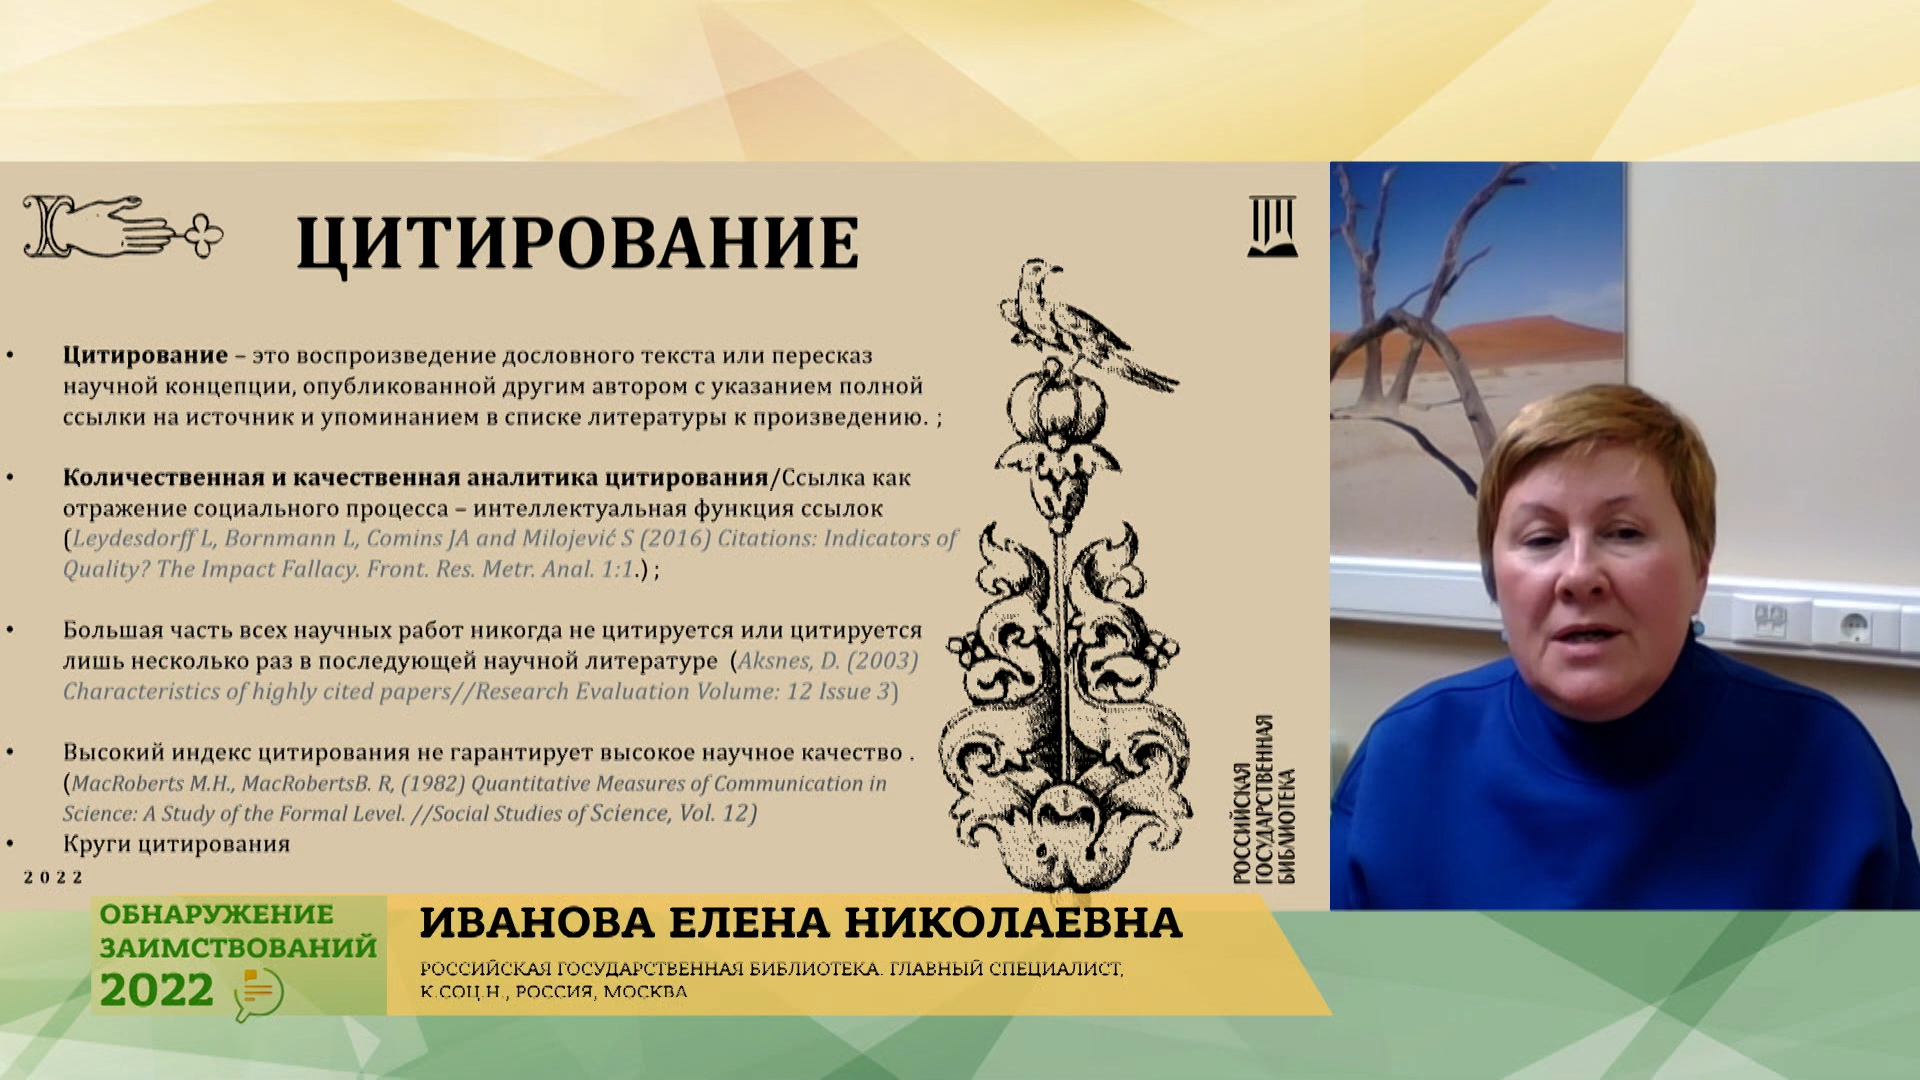 ЦИТИРОВАНИЕ
• Цитирование – это воспроизведение дословного текста или пересказ
научной концепции, опубликованной другим автором с указанием полной
ссылки на источник и упоминанием в списке литературы к произведению. ;
• Количественная и качественная аналитика цитирования/Ссылка как
отражение социального процесса – интеллектуальная функция ссылок
(Leydesdorff L, Bornmann L, Comins JA and Milojević S (2016) Citations: Indicators of
Quality? The Impact Fallacy. Front. Res. Metr. Anal. 1:1.) ;
• Большая часть всех научных работ никогда не цитируется или цитируется
лишь несколько раз в последующей научной литературе (Aksnes, D. (2003)
Characteristics of highly cited papers//Research Evaluation Volume: 12 Issue 3)
• Высокий индекс цитирования не гарантирует высокое научное качество .
(MacRoberts M.H., MacRobertsB. R, (1982) Quantitative Measures of Communication in
Science: A Study of the Formal Level. //Social Studies of Science, Vol. 12)
• Круги цитирования
2022
РОССИЙСКАЯ
ГОСУДАРСТВЕННАЯ
БИБЛИОТЕКА
ОБНАРУЖЕНИЕ
ЗАИМСТВОВАНИЙ
2022
ИВАНОВА ЕЛЕНА НИКОЛАЕВНА
РОССИЙСКАЯ ГОСУДАРСТВЕННАЯ БИБЛИОТЕКА. ГЛАВНЫЙ СПЕЦИАЛИСТ,
К.СОЦ.Н., РОССИЯ, МОСКВА